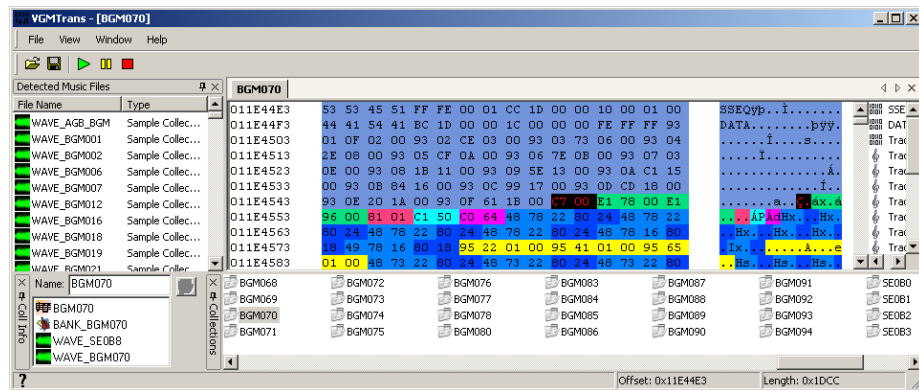 VGMTrans - [BGM070]
File View Window Help
Detected Music Files
File Name Type
WAVE_AGB_BGM Sample Collec...
WAVE_BGM001 Sample Collec...
WAVE_BGM002 Sample Collec...
WAVE_BGM006 Sample Collec...
WAVE_BGM007 Sample Collec...
WAVE_BGM012 Sample Collec...
WAVE_BGM016 Sample Collec...
WAVE_BGM018 Sample Collec...
WAVE_BGM019 Sample Collec...
WAVE_BGM021 Sample Collec...
BGM070
011E44E3 53 53 45 51 FF FE 00 01 CC 1D 00 00 10 00 01 00 SSEQÿþ..Ì.......
011E44F3 44 41 54 41 BC 1D 00 00 1C 00 00 00 FE FF FF 93 DATA........þÿÿ.
011E4503 01 0F 02 00 93 02 CE 03 00 93 03 73 06 00 93 04
011E4513 2E 08 00 93 05 CF 0A 00 93 06 7E 0B 00 93 07 03
011E4523 0E 00 93 08 1B 11 00 93 09 5E 13 00 93 0A C1 15
011E4533 00 93 0B 84 16 00 93 0C 99 17 00 93 0D CD 18 00
011E4543 93 0E 20 1A 00 93 0F 61 1B 00 C7 00 E1 78 00 E1
011E4553 96 00 81 01 C1 50 C0 64 48 78 22 80 24 48 78 22
011E4563 80 24 48 78 22 80 24 48 78 22 80 24 48 78 16 80
011E4573 18 49 78 16 80 18 95 22 01 00 95 41 01 00 95 65
011E4583 01 00 48 73 22 80 24 48 73 22 80 24 48 73 22 80
SSE
DAT
Trac
Trac
Trac
Trac
Trac
Trac
Trac
Trac
Coll Info
Name: BGM070
BGM070
BANK_BGM070
WAVE_SE0B8
WAVE_BGM070
Collections
BGM068 BGM072 BGM076 BGM083 BGM087 BGM091 SE0B0
BGM069 BGM073 BGM077 BGM084 BGM088 BGM092 SE0B1
BGM070 BGM074 BGM078 BGM085 BGM089 BGM093 SE0B2
BGM071 BGM075 BGM080 BGM086 BGM090 BGM094 SE0B3
Offset: 0x11E44E3 Length: 0x1DCC